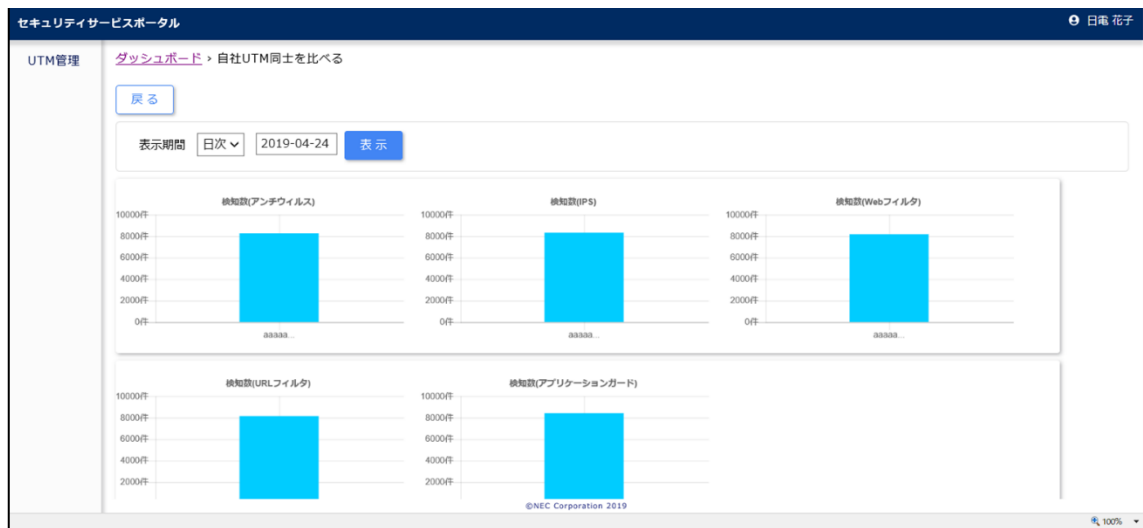 セキュリティサービスポータル
日電 花子
UTM管理
ダッシュボード › 自社UTM同士を比べる
戻る
表示期間 日次 2019-04-24 表示
検知数(アンチウィルス)
10000件
8000件
6000件
4000件
2000件
0件
aaaaa...
検知数(IPS)
10000件
8000件
6000件
4000件
2000件
0件
aaaaa...
検知数(Webフィルタ)
10000件
8000件
6000件
4000件
2000件
0件
aaaaa...
検知数(URLフィルタ)
10000件
8000件
6000件
4000件
2000件
検知数(アプリケーションガード)
10000件
8000件
6000件
4000件
2000件
©NEC Corporation 2019
100%